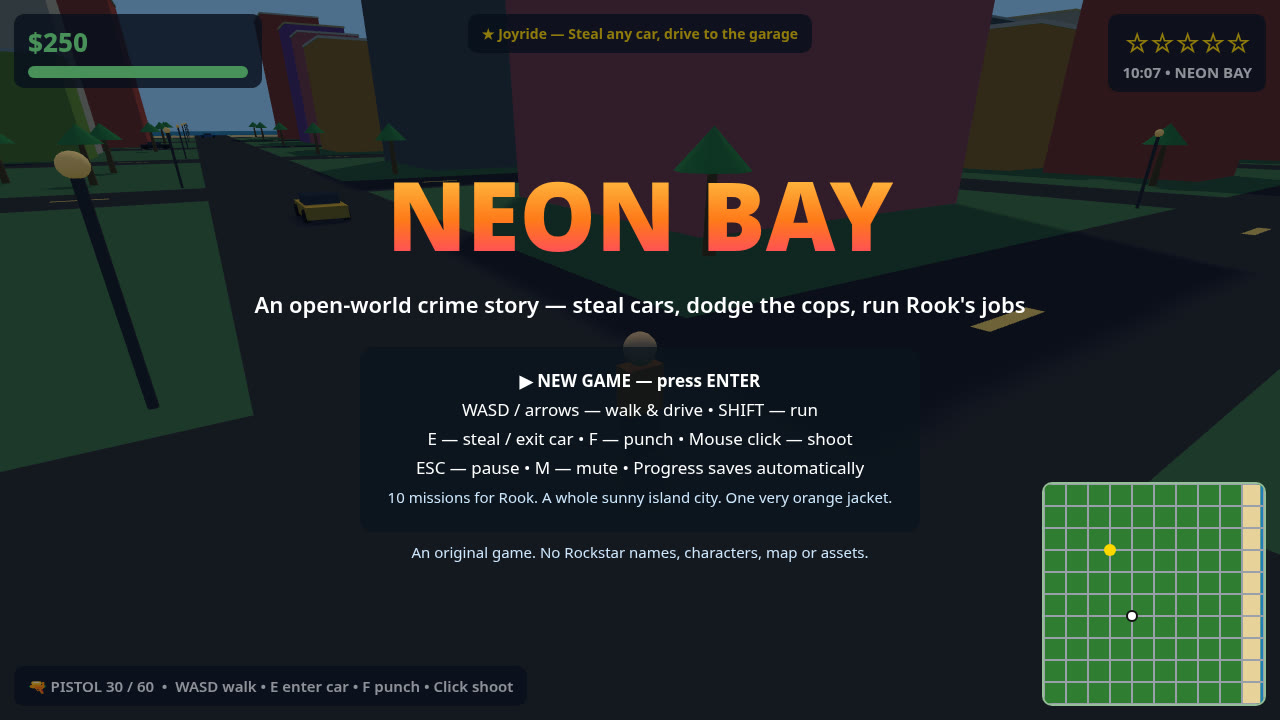 $250
★ Joyride — Steal any car, drive to the garage
☆☆☆☆☆
10:07 • NEON BAY
NEON BAY
An open-world crime story — steal cars, dodge the cops, run Rook's jobs
▶ NEW GAME — press ENTER
WASD / arrows — walk & drive • SHIFT — run
E — steal / exit car • F — punch • Mouse click — shoot
ESC — pause • M — mute • Progress saves automatically
10 missions for Rook. A whole sunny island city. One very orange jacket.
An original game. No Rockstar names, characters, map or assets.
🔫 PISTOL 30 / 60 • WASD walk • E enter car • F punch • Click shoot